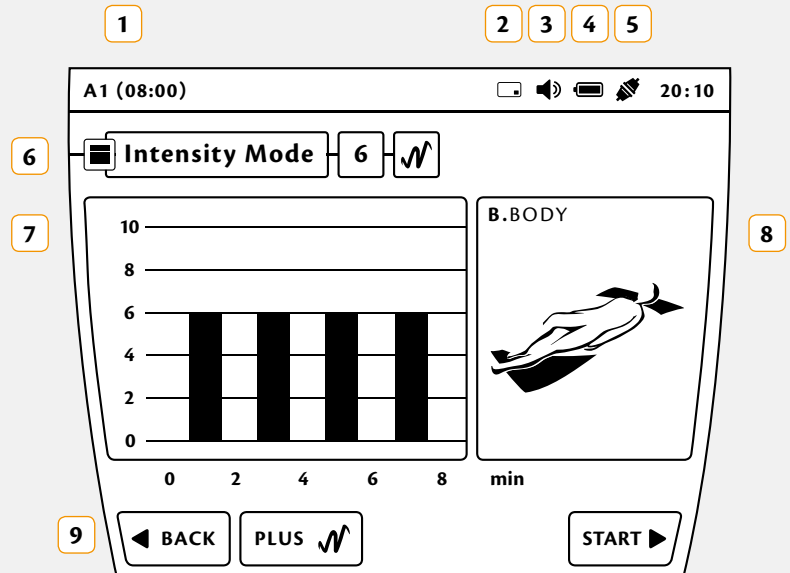 1 2 3 4 5
A1 (08:00) 20:10
6 Intensity Mode 6
7 8
B.BODY
10
8
6
4
2
0
0 2 4 6 8 min
9 BACK PLUS START